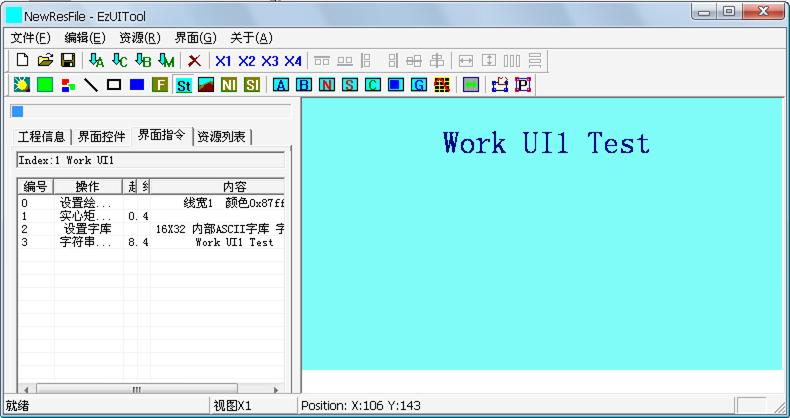 NewResFile - EzUITool
文件(F) 编辑(E) 资源(R) 界面(G) 关于(A)
A C B M X1 X2 X3 X4
F St NI SI A B N S C G P
工程信息 界面控件 界面指令 资源列表
Index:1 Work UI1
编号 操作 内容
0 设置绘... 线宽1 颜色0x87ff
1 实心矩... 0. 4
2 设置字库 16X32 内部ASCII字库 字
3 字符串... 8. 4 Work UI1 Test
Work UI1 Test
就绪 视图X1 Position: X:106 Y:143